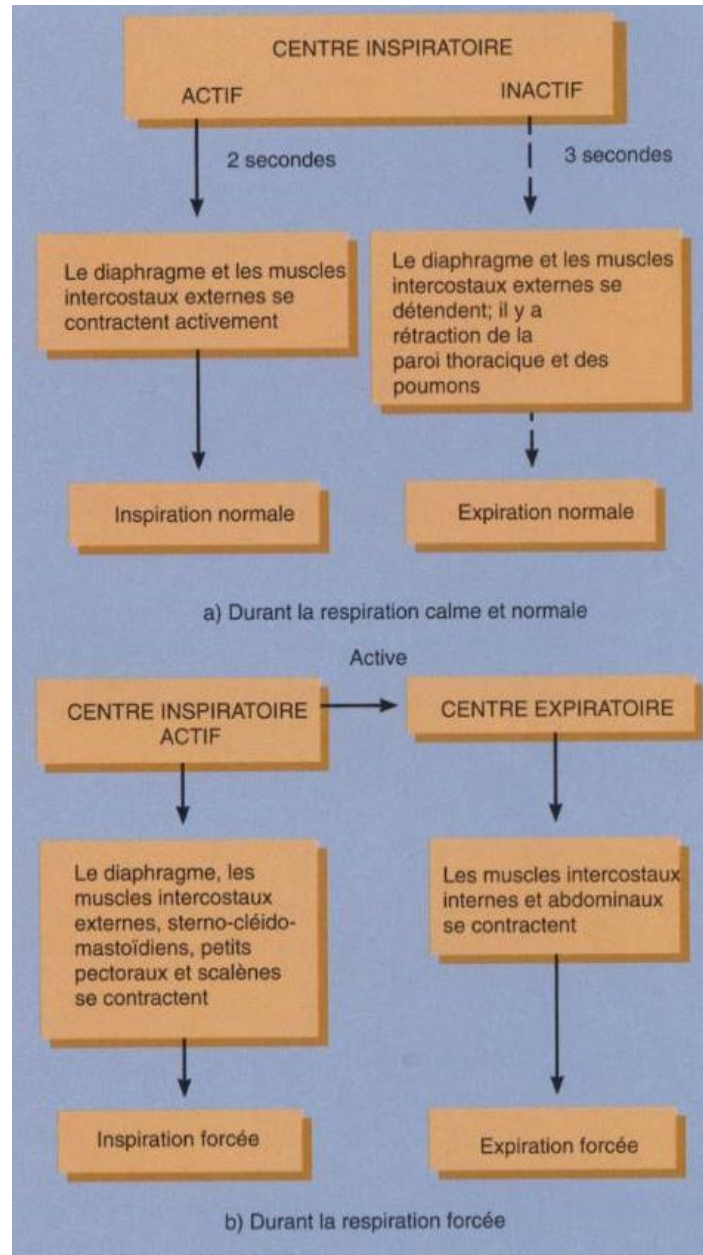 CENTRE INSPIRATOIRE
ACTIF
INACTIF
2 secondes
3 secondes
Le diaphragme et les muscles
intercostaux externes se
contractent activement
Le diaphragme et les muscles
intercostaux externes se
détendent; il y a
rétraction de la
paroi thoracique et des
poumons
Inspiration normale
Expiration normale
a) Durant la respiration calme et normale
Active
CENTRE INSPIRATOIRE
ACTIF
CENTRE EXPIRATOIRE
Le diaphragme, les
muscles intercostaux
externes, sterno-cléido-
mastoïdiens, petits
pectoraux et scalènes
se contractent
Les muscles intercostaux
internes et abdominaux
se contractent
Inspiration forcée
Expiration forcée
b) Durant la respiration forcée